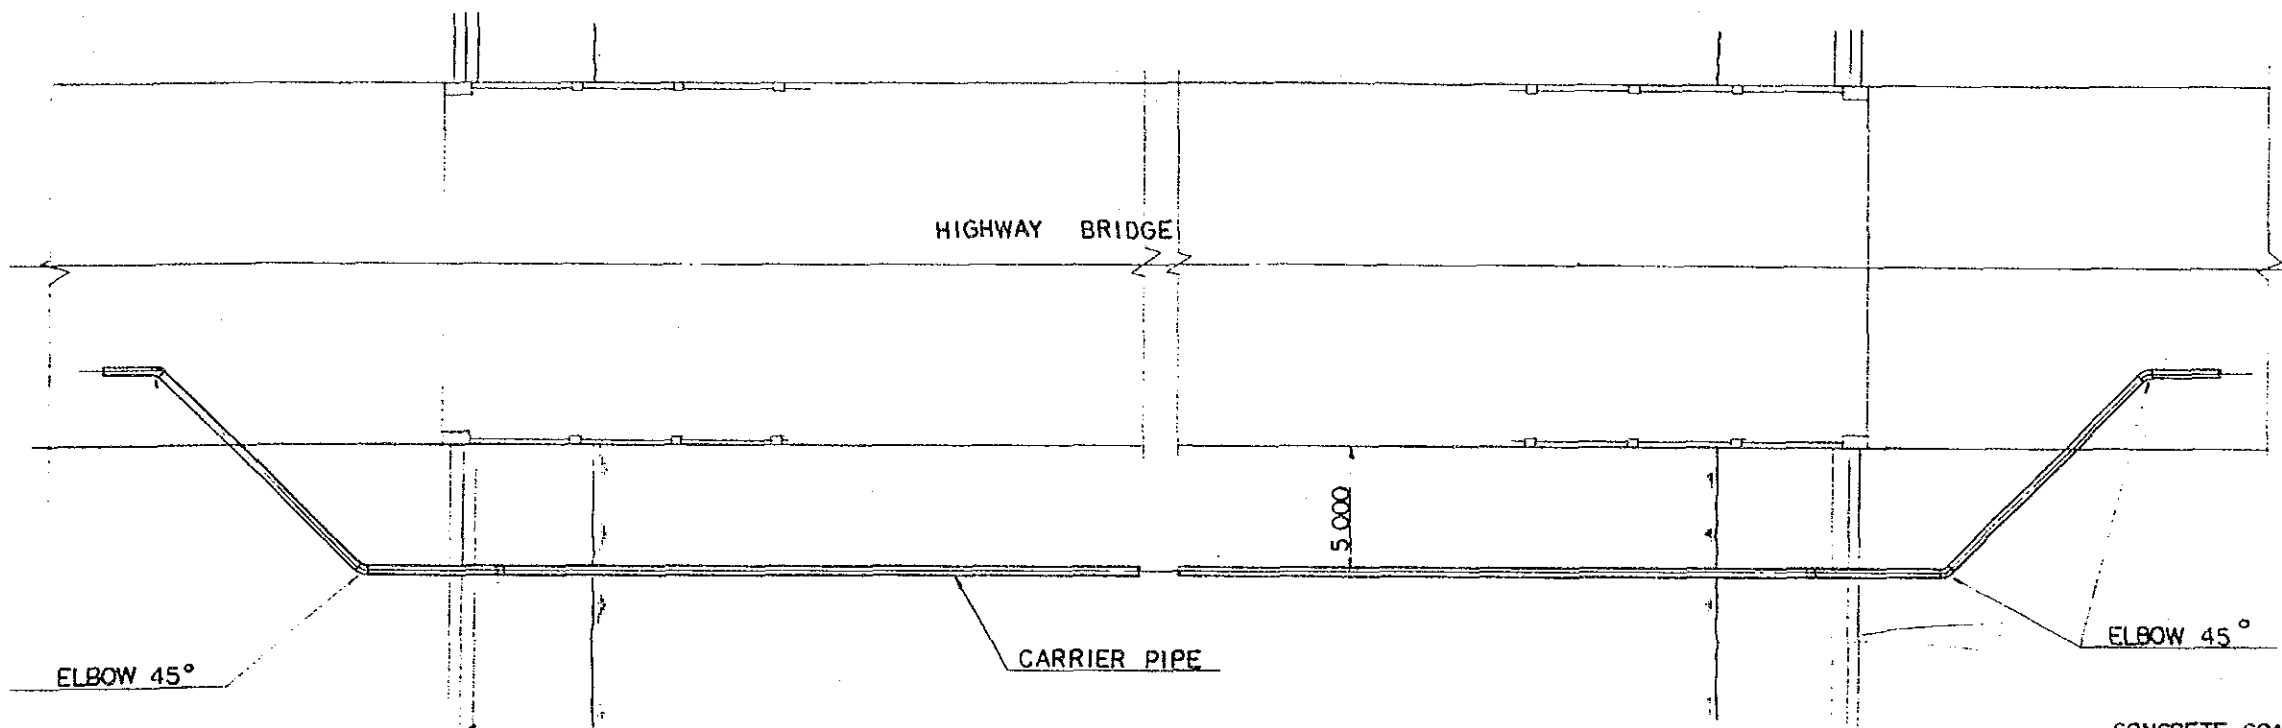 HIGHWAY BRIDGE
5 000
ELBOW 45°
CARRIER PIPE
ELBOW 45°